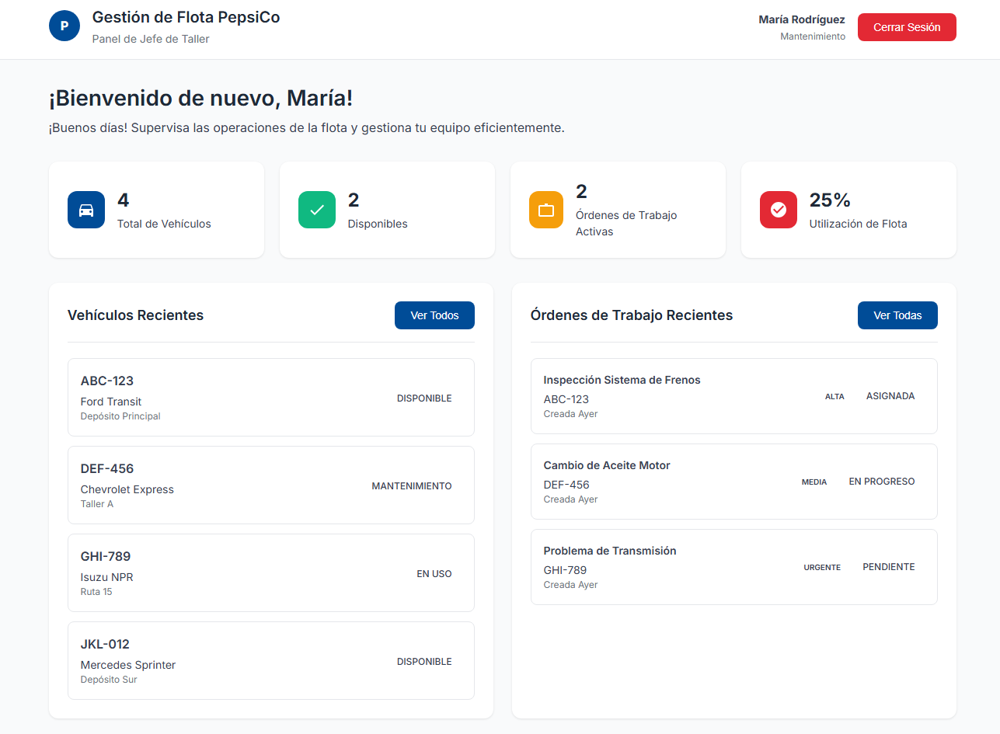 P
Gestión de Flota PepsiCo
Panel de Jefe de Taller
María Rodríguez
Mantenimiento
Cerrar Sesión
¡Bienvenido de nuevo, María!
¡Buenos días! Supervisa las operaciones de la flota y gestiona tu equipo eficientemente.
4
Total de Vehículos
2
Disponibles
2
Órdenes de Trabajo
Activas
25%
Utilización de Flota
Vehículos Recientes
Ver Todos
ABC-123
Ford Transit
Depósito Principal
DISPONIBLE
DEF-456
Chevrolet Express
Taller A
MANTENIMIENTO
GHI-789
Isuzu NPR
Ruta 15
EN USO
JKL-012
Mercedes Sprinter
Depósito Sur
DISPONIBLE
Órdenes de Trabajo Recientes
Ver Todas
Inspección Sistema de Frenos
ABC-123
Creada Ayer
ALTA
ASIGNADA
Cambio de Aceite Motor
DEF-456
Creada Ayer
MEDIA
EN PROGRESO
Problema de Transmisión
GHI-789
Creada Ayer
URGENTE
PENDIENTE